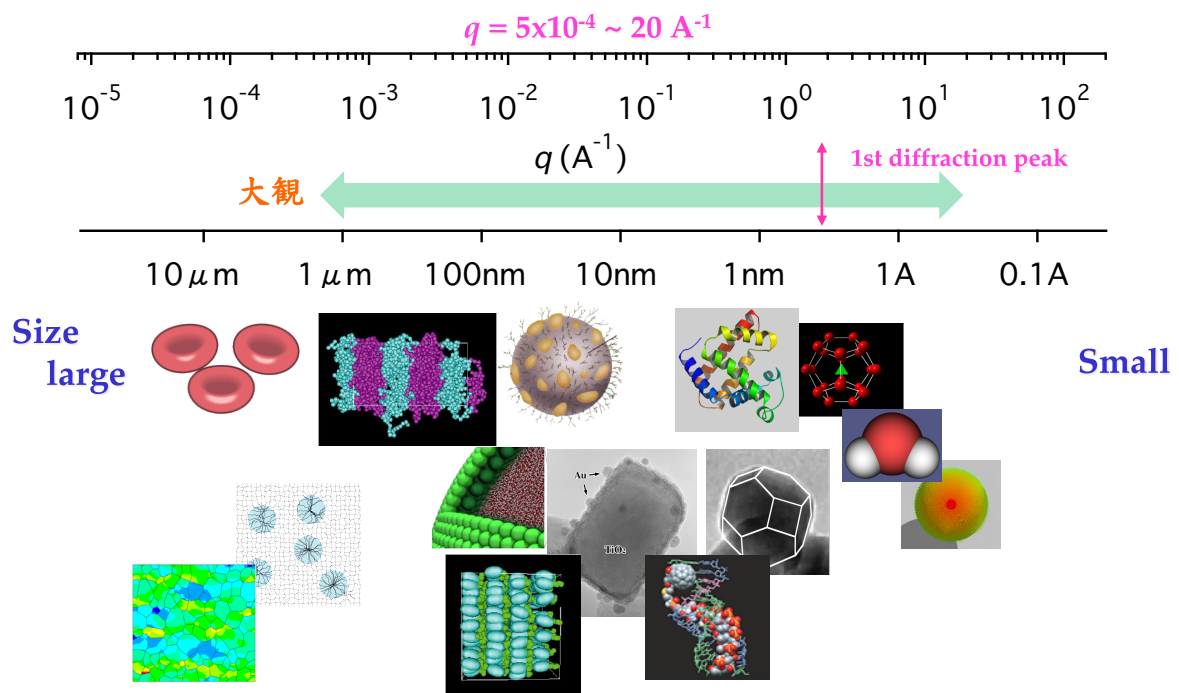 q = 5x10⁻⁴ ~ 20 A⁻¹
10⁻⁵ 10⁻⁴ 10⁻³ 10⁻² 10⁻¹ 10⁰ 10¹ 10²
q (A⁻¹)
1st diffraction peak
大観
10μm 1μm 100nm 10nm 1nm 1A 0.1A
Size
large
Small
Au
TiO₂